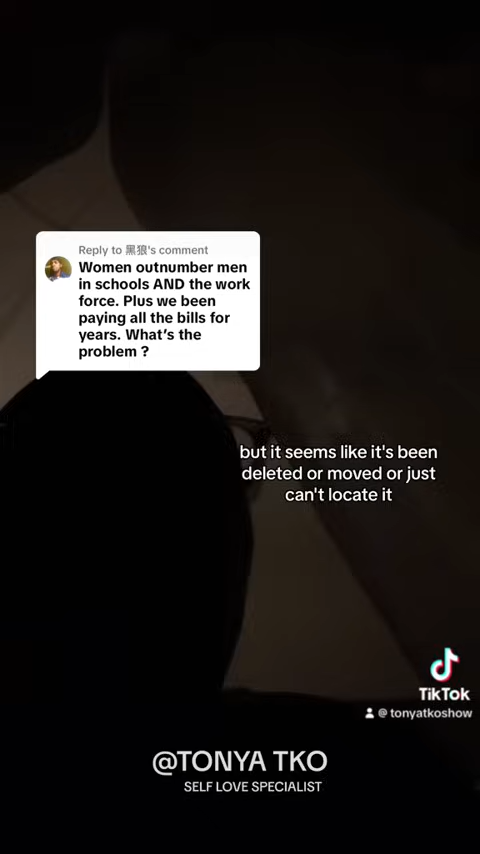 Reply to 黑狼's comment
Women outnumber men
in schools AND the work
force. Plus we been
paying all the bills for
years. What's the
problem ?
but it seems like it's been
deleted or moved or just
can't locate it
TikTok
@ tonyatkoshow
@TONYA TKO
SELF LOVE SPECIALIST